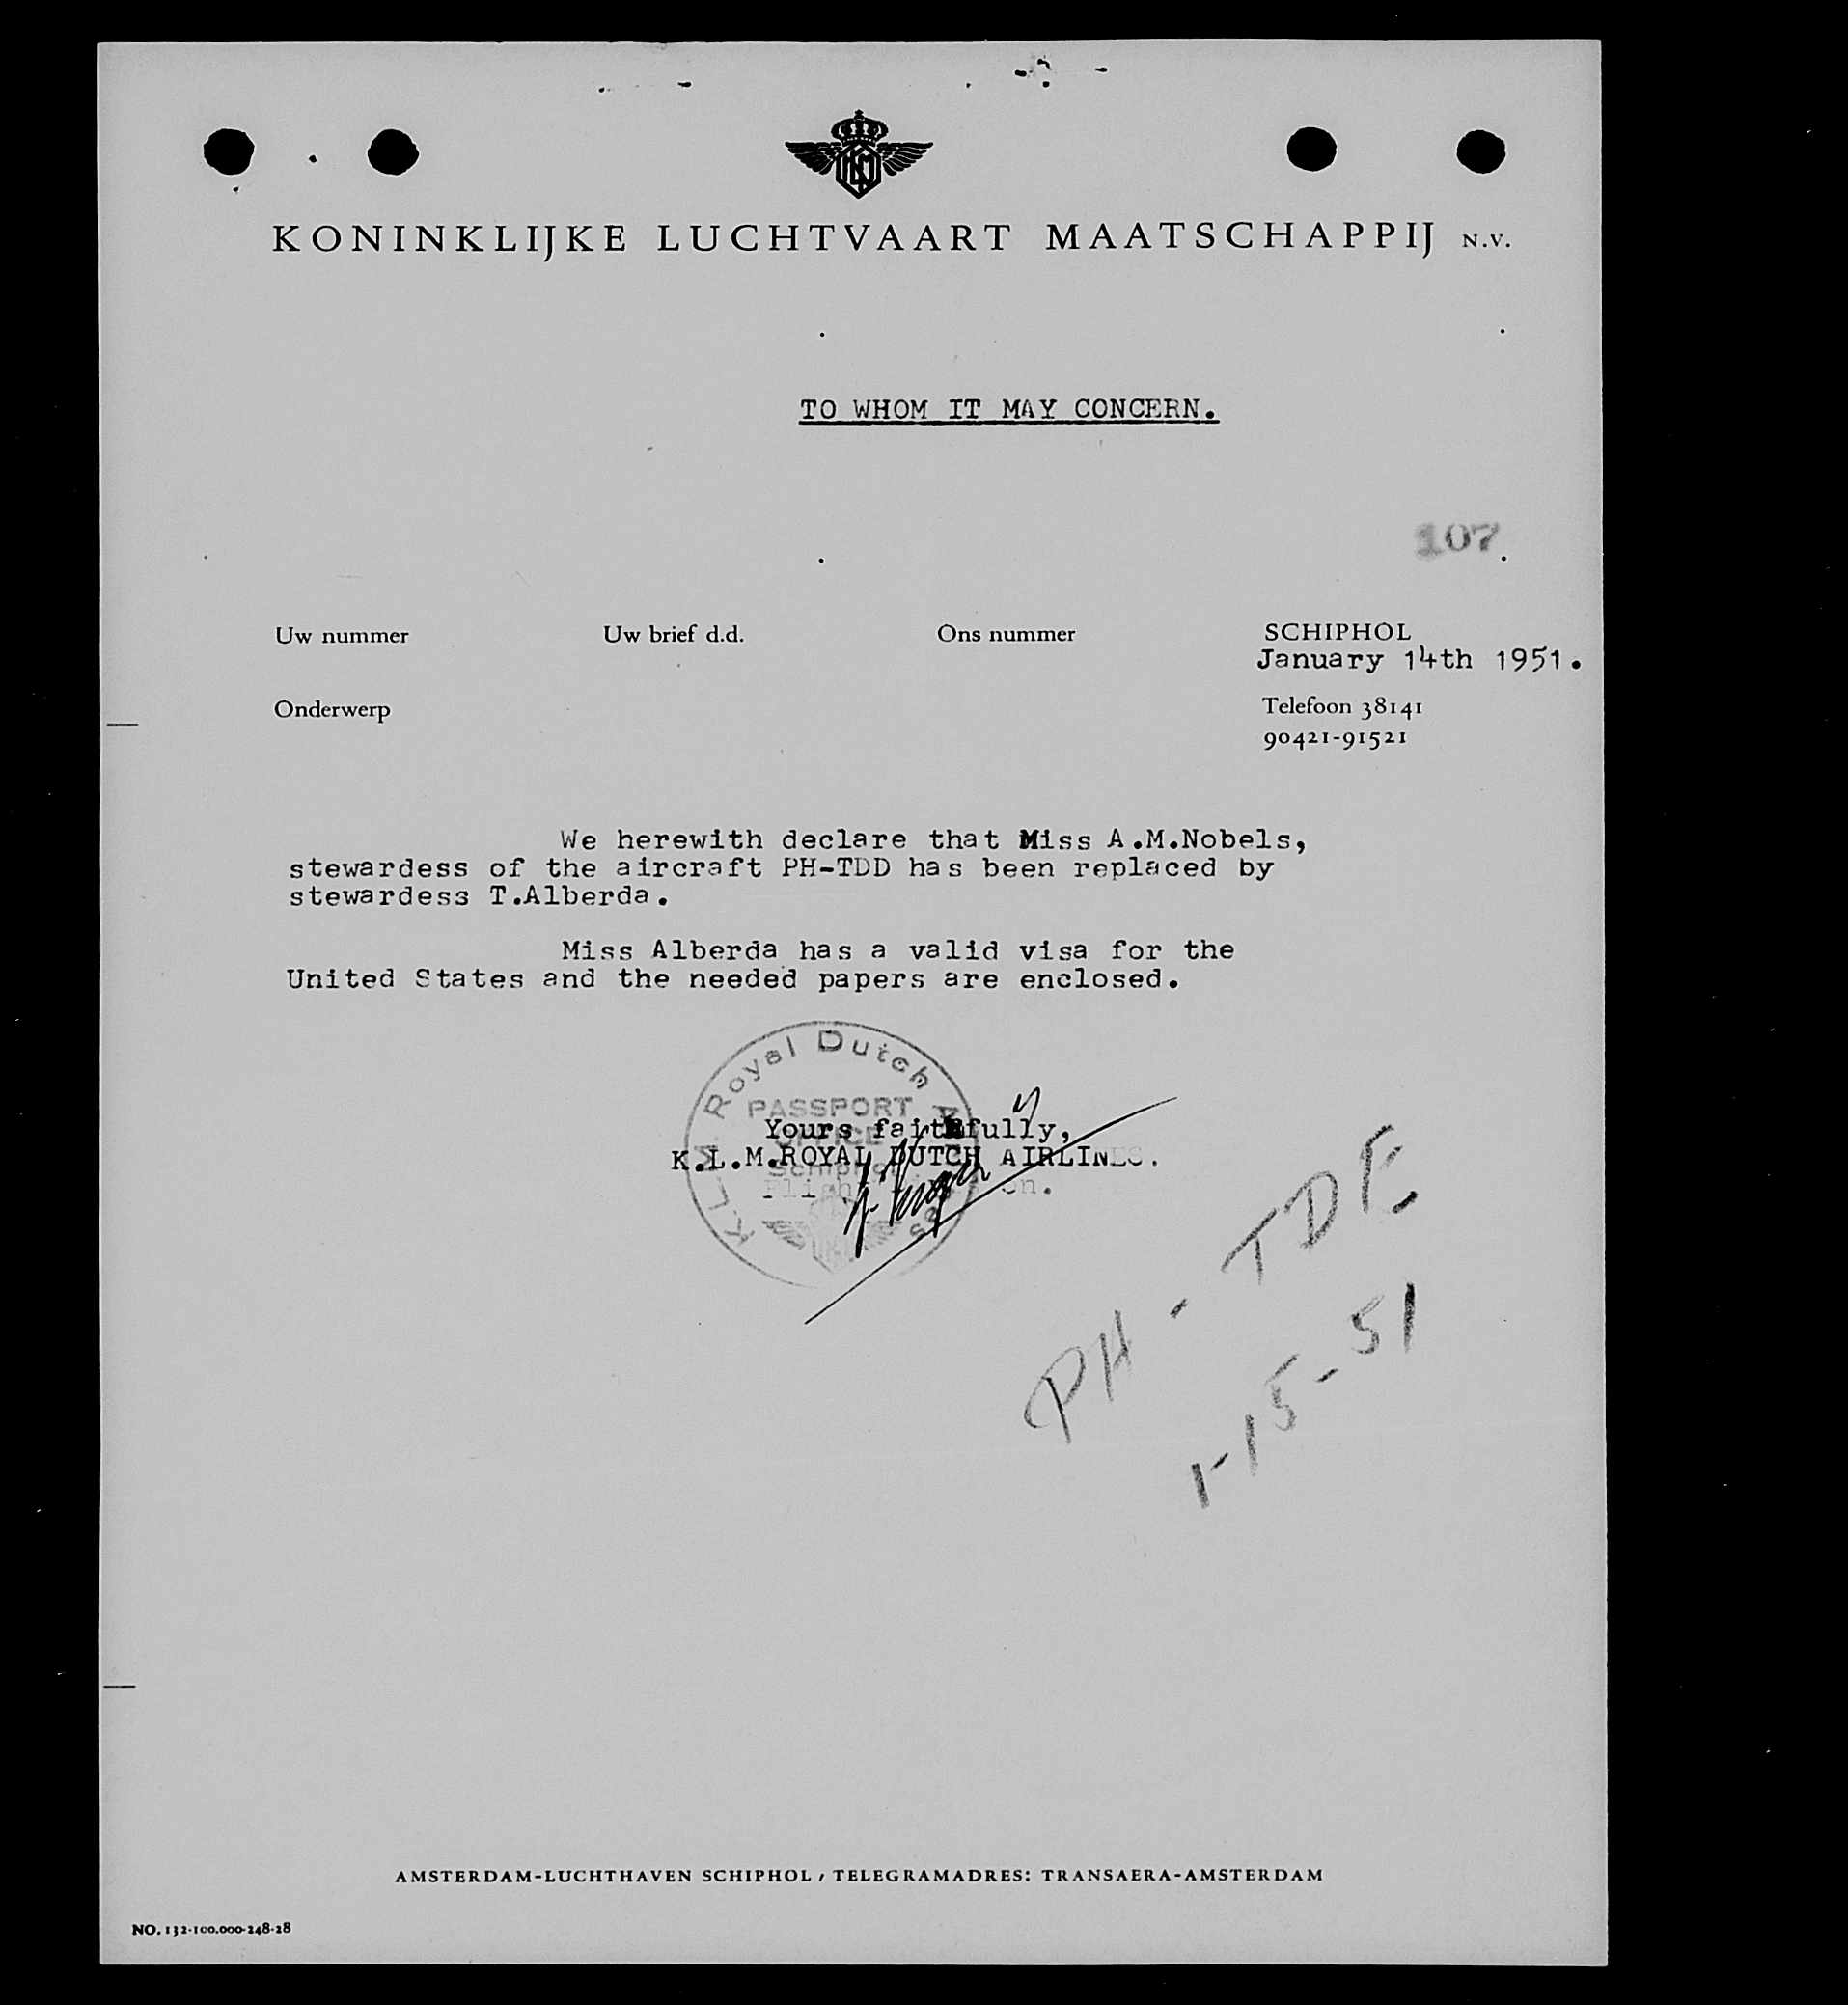 KLM
KONINKLIJKE LUCHTVAART MAATSCHAPPIJ N.V.
TO WHOM IT MAY CONCERN.
107
Uw nummer Uw brief d.d. Ons nummer SCHIPHOL
January 14th 1951.
Onderwerp Telefoon 38141
90421-91521
We herewith declare that Miss A.M.Nobels,
stewardess of the aircraft PH-TDD has been replaced by
stewardess T.Alberda.
Miss Alberda has a valid visa for the
United States and the needed papers are enclosed.
KLM Royal Dutch
PASSPORT
OFFICE
Schiphol
Yours faithfully,
K.L.M.ROYAL DUTCH AIRLINES.
PH-TDE
1-15-51
AMSTERDAM-LUCHTHAVEN SCHIPHOL / TELEGRAMADRES: TRANSAERA-AMSTERDAM
NO. 132-100.000-248-28